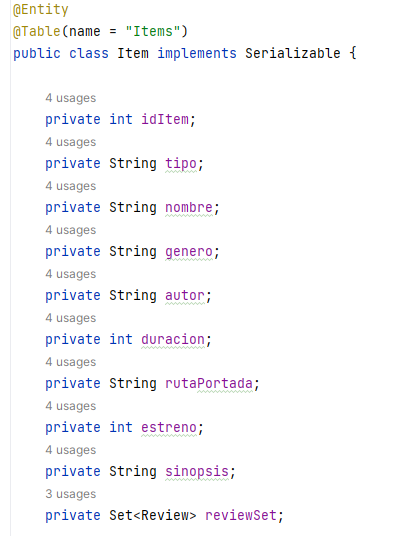 @Entity
@Table(name = "Items")
public class Item implements Serializable {
4 usages
private int idItem;
4 usages
private String tipo;
4 usages
private String nombre;
4 usages
private String genero;
4 usages
private String autor;
4 usages
private int duracion;
4 usages
private String rutaPortada;
4 usages
private int estreno;
4 usages
private String sinopsis;
3 usages
private Set<Review> reviewSet;